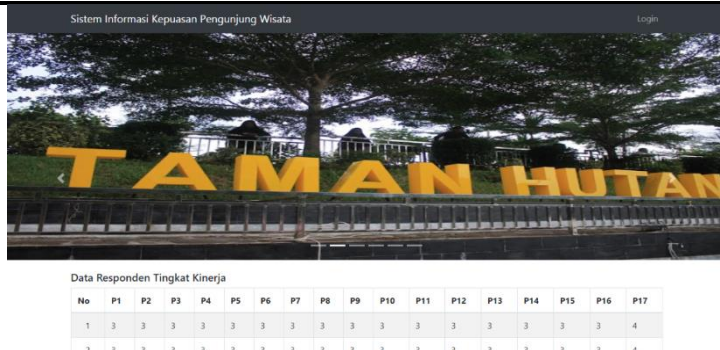 Sistem Informasi Kepuasan Pengunjung Wisata Login
TAMAN HUTAN
Data Responden Tingkat Kinerja
No P1 P2 P3 P4 P5 P6 P7 P8 P9 P10 P11 P12 P13 P14 P15 P16 P17
1 3 3 3 3 3 3 3 3 3 3 3 3 3 3 3 3 4